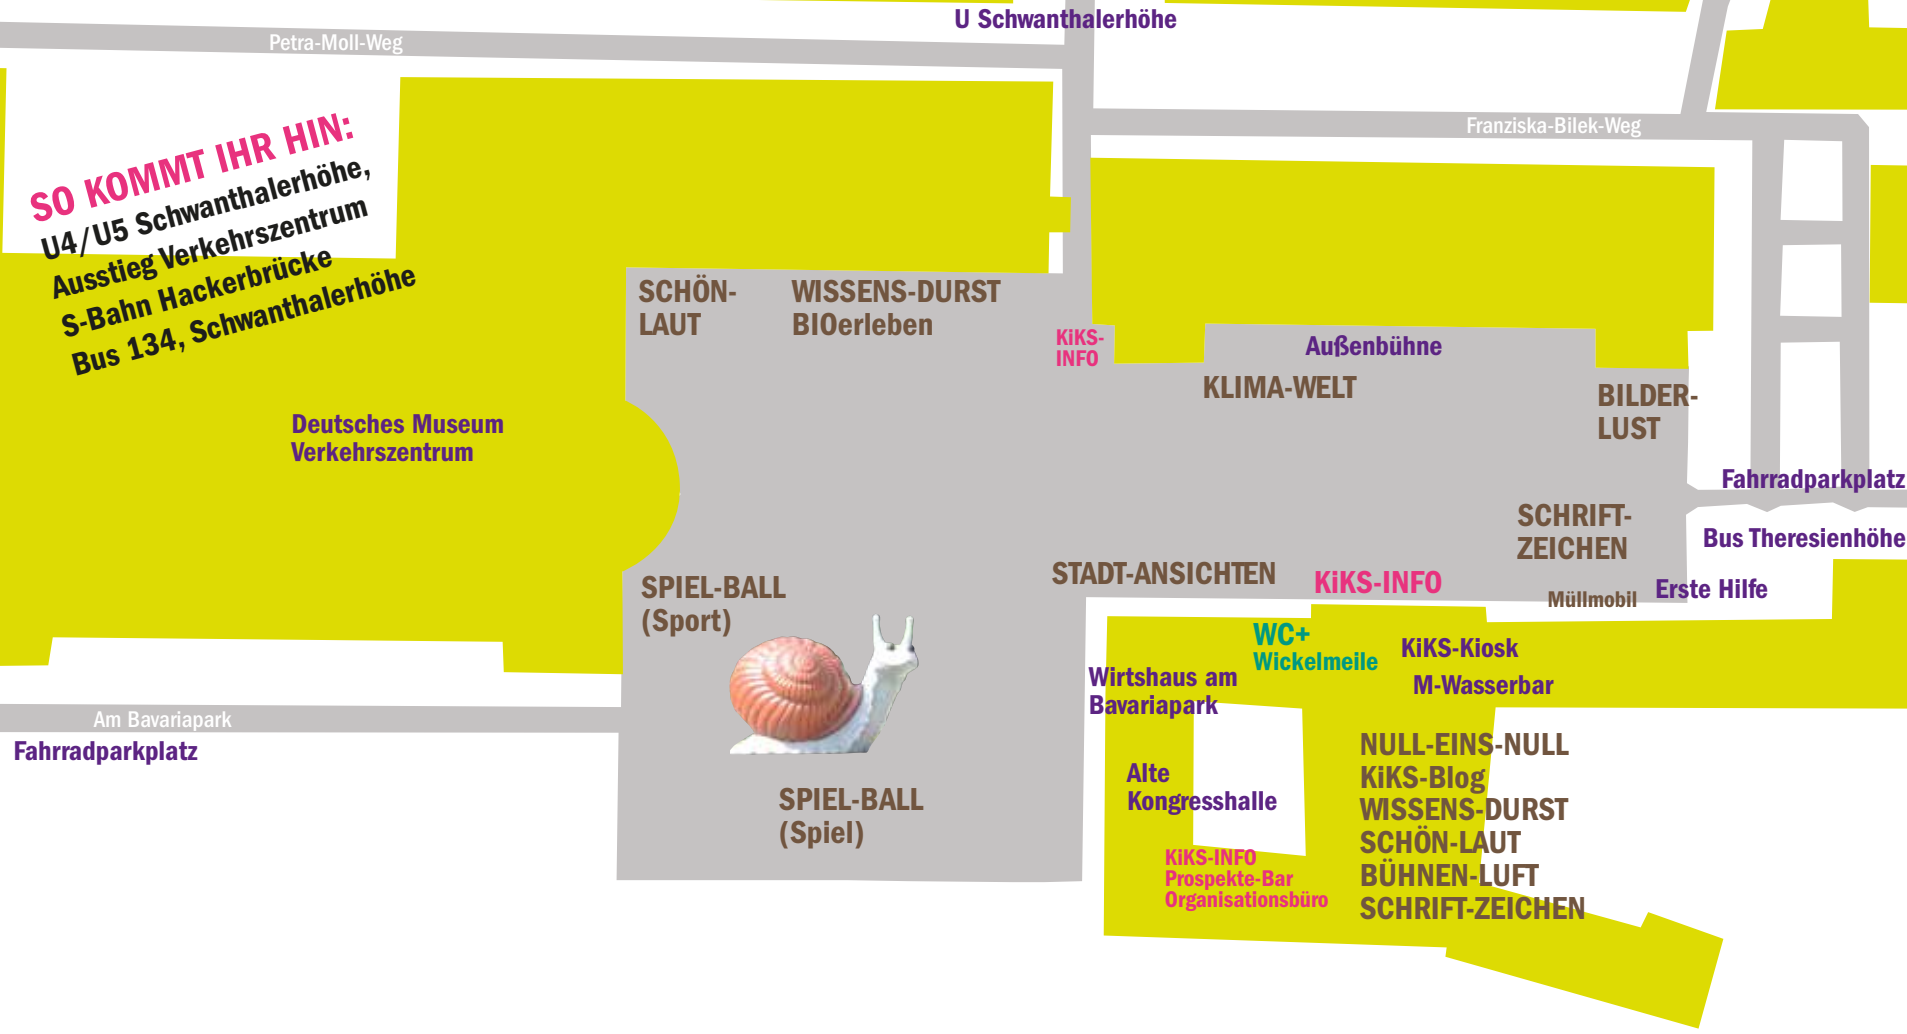 U Schwanthalerhöhe
Petra-Moll-Weg
Franziska-Bilek-Weg
SO KOMMT IHR HIN:
U4/U5 Schwanthalerhöhe,
Ausstieg Verkehrszentrum
S-Bahn Hackerbrücke
Bus 134, Schwanthalerhöhe
SCHÖN-
LAUT
WISSENS-DURST
BIOerleben
KiKS-
INFO
Außenbühne
KLIMA-WELT
BILDER-
LUST
Deutsches Museum
Verkehrszentrum
Fahrradparkplatz
SCHRIFT-
ZEICHEN
Bus Theresienhöhe
STADT-ANSICHTEN
KiKS-INFO
Müllmobil
Erste Hilfe
SPIEL-BALL
(Sport)
WC+
Wickelmeile
KiKS-Kiosk
M-Wasserbar
Wirtshaus am
Bavariapark
Am Bavariapark
Fahrradparkplatz
Alte
Kongresshalle
SPIEL-BALL
(Spiel)
NULL-EINS-NULL
KiKS-Blog
WISSENS-DURST
SCHÖN-LAUT
BÜHNEN-LUFT
SCHRIFT-ZEICHEN
KiKS-INFO
Prospekte-Bar
Organisationsbüro